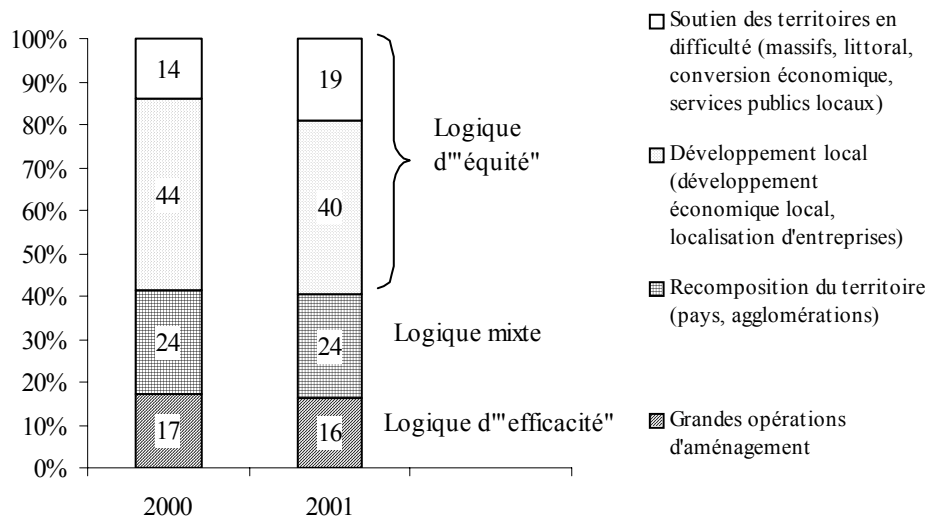 100%
90%
80%
70%
60%
50%
40%
30%
20%
10%
0%
14
44
24
17
19
40
24
16
2000
2001
Logique
d'"équité"
Logique mixte
Logique d'"efficacité"
Soutien des territoires en
difficulté (massifs, littoral,
conversion économique,
services publics locaux)
Développement local
(développement
économique local,
localisation d'entreprises)
Recomposition du territoire
(pays, agglomérations)
Grandes opérations
d'aménagement